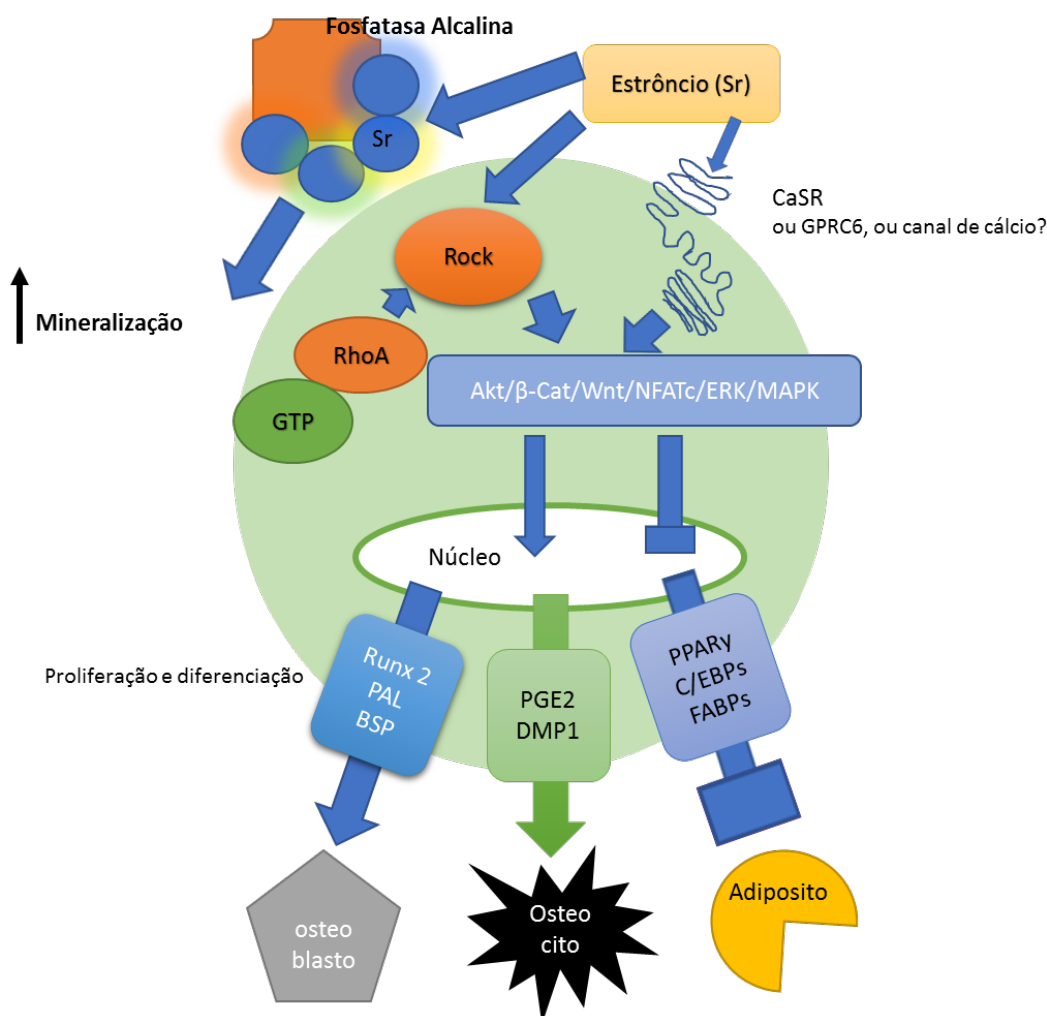 Fosfatasa Alcalina
Estrôncio (Sr)
Sr
CaSR
ou GPRC6, ou canal de cálcio?
Rock
Mineralização
RhoA
GTP
Akt/β-Cat/Wnt/NFATc/ERK/MAPK
Núcleo
Proliferação e diferenciação
Runx 2
PAL
BSP
PGE2
DMP1
PPARγ
C/EBPs
FABPs
osteo
blasto
Osteo
cito
Adiposito